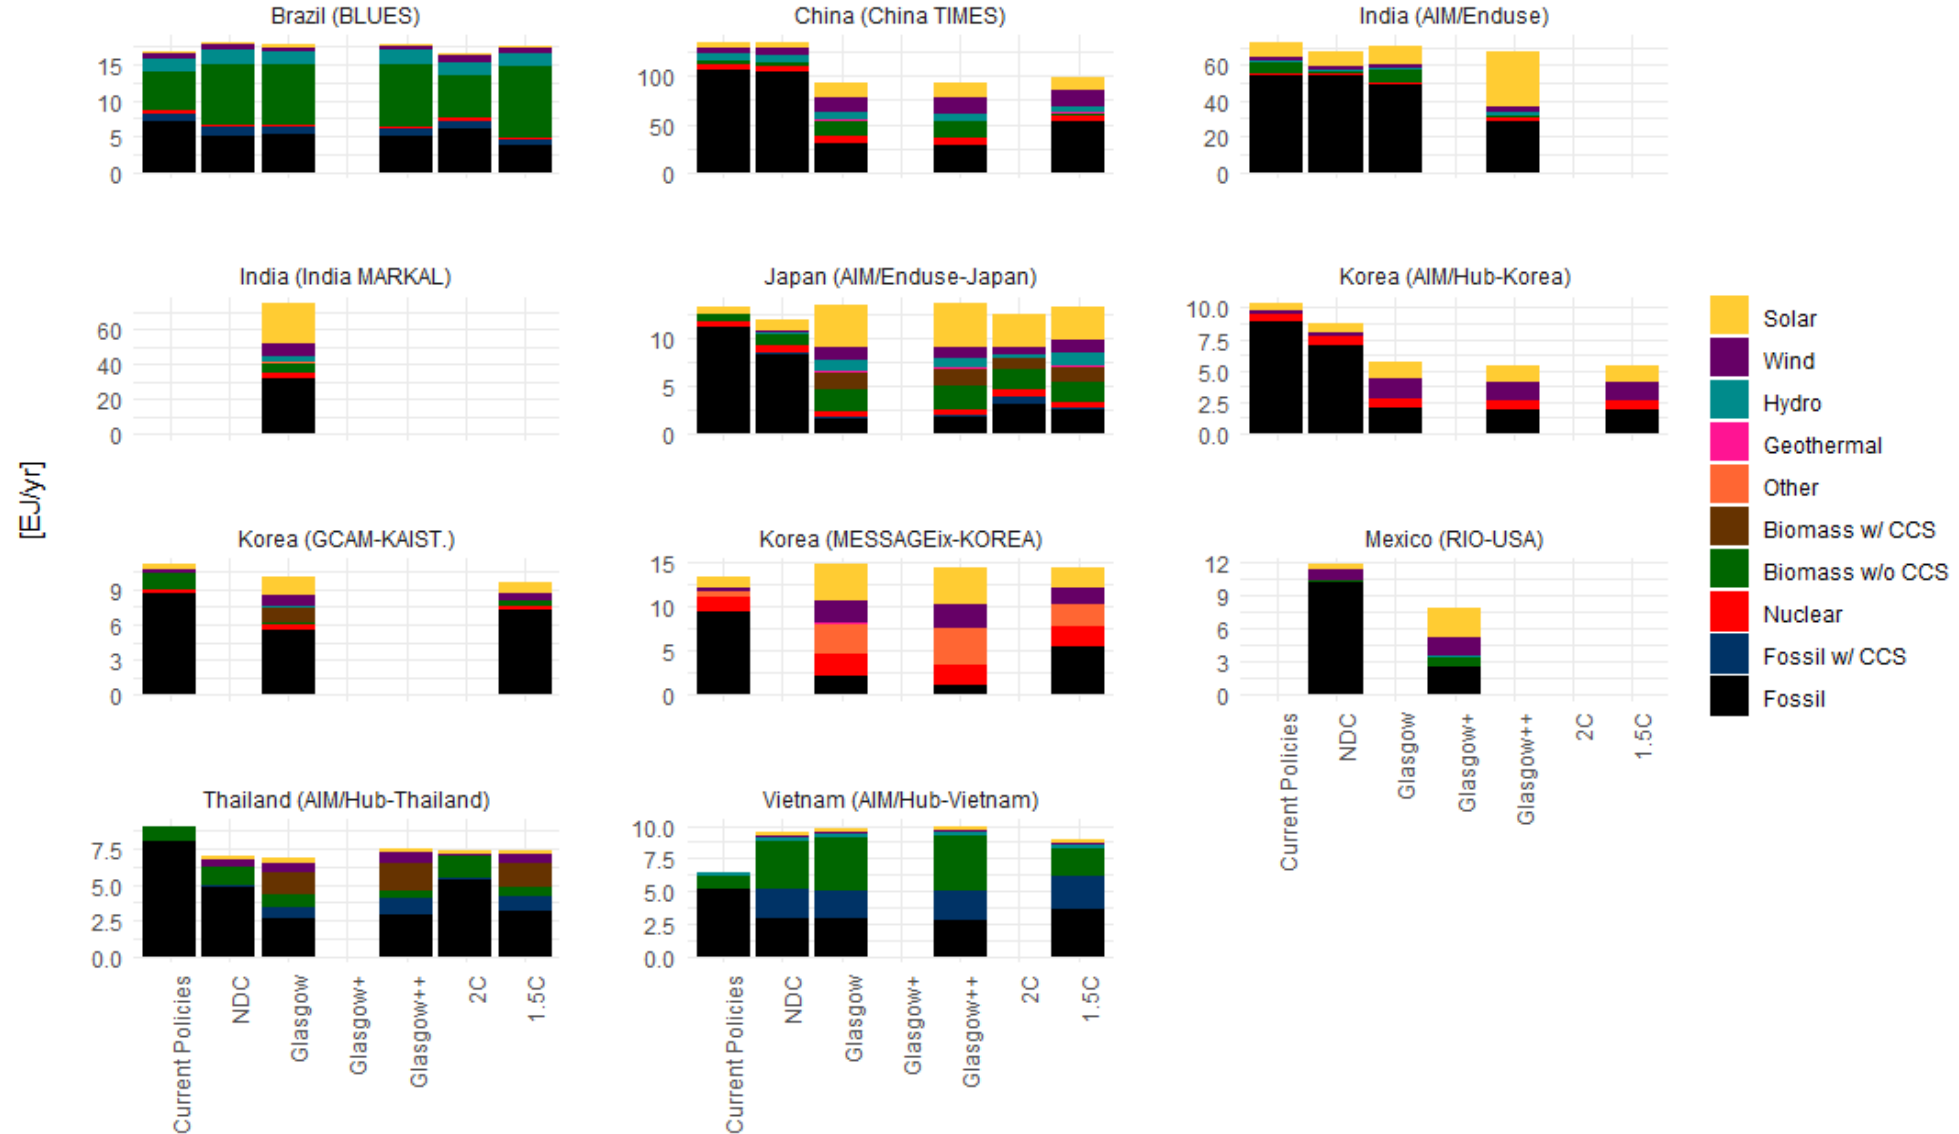 Brazil (BLUES)
China (China TIMES)
India (AIM/Enduse)
15
10
5
0
100
50
0
60
40
20
0
India (India MARKAL)
Japan (AIM/Enduse-Japan)
Korea (AIM/Hub-Korea)
60
40
20
0
10
5
0
10.0
7.5
5.0
2.5
0.0
[EJ/yr]
Korea (GCAM-KAIST.)
Korea (MESSAGEix-KOREA)
Mexico (RIO-USA)
9
6
3
0
15
10
5
0
12
9
6
3
0
Current Policies
NDC
Glasgow
Glasgow+
Glasgow++
2C
1.5C
Thailand (AIM/Hub-Thailand)
Vietnam (AIM/Hub-Vietnam)
7.5
5.0
2.5
0.0
10.0
7.5
5.0
2.5
0.0
Current Policies
NDC
Glasgow
Glasgow+
Glasgow++
2C
1.5C
Current Policies
NDC
Glasgow
Glasgow+
Glasgow++
2C
1.5C
Solar
Wind
Hydro
Geothermal
Other
Biomass w/ CCS
Biomass w/o CCS
Nuclear
Fossil w/ CCS
Fossil